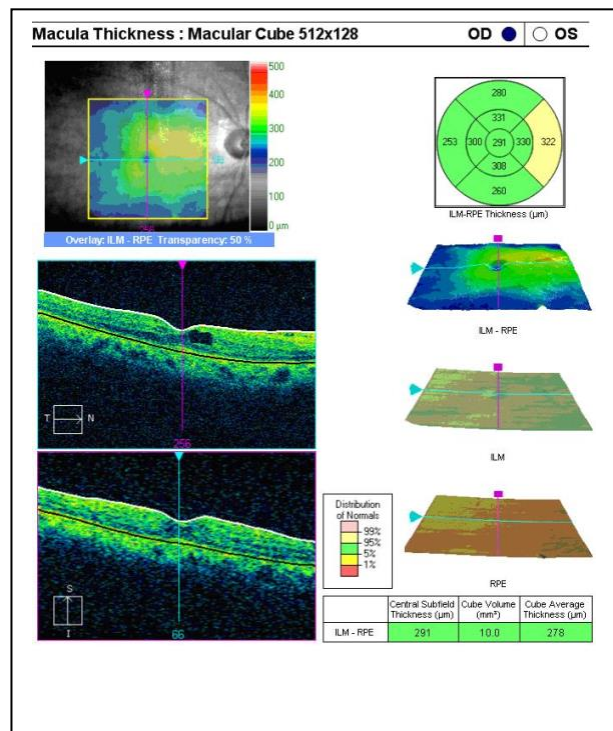 Macula Thickness : Macular Cube 512x128 OD OS
500
400
300
200
100
0 µm
256
Overlay: ILM - RPE Transparency: 50 %
280
331
253 300 291 330 322
308
260
ILM-RPE Thickness (µm)
ILM - RPE
T N
256
ILM
S
I
66
Distribution
of Normals
99%
95%
5%
1%
RPE
Central Subfield Thickness (µm) Cube Volume (mm³) Cube Average Thickness (µm)
ILM - RPE 291 10.0 278